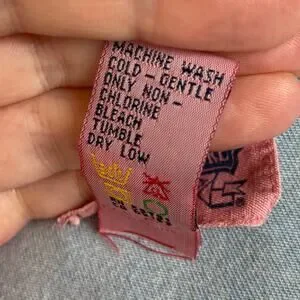 MACHINE WASH
COLD - GENTLE
ONLY NON -
CHLORINE
BLEACH
TUMBLE
DRY LOW